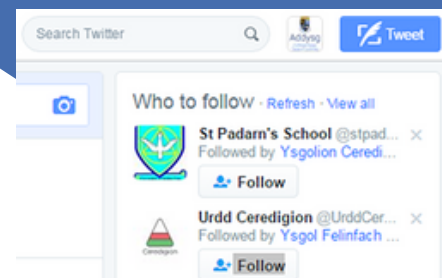 Search Twitter
Addysg
Tweet
Who to follow · Refresh · View all
St Padarn's School @stpad...
Followed by Ysgolion Ceredi...
Follow
Urdd Ceredigion @UrddCer...
Followed by Ysgol Felinfach ...
Ceredigion
Follow